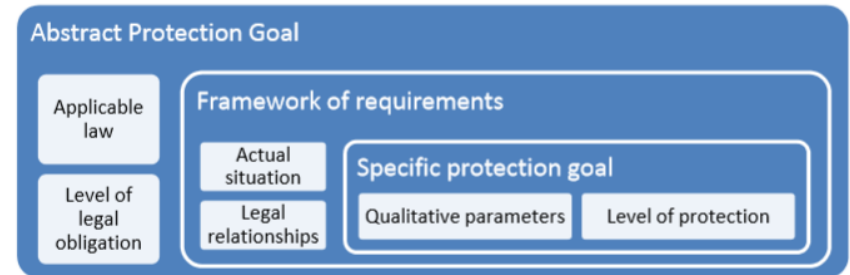 Abstract Protection Goal
Applicable
law
Level of
legal
obligation
Framework of requirements
Actual
situation
Legal
relationships
Specific protection goal
Qualitative parameters
Level of protection